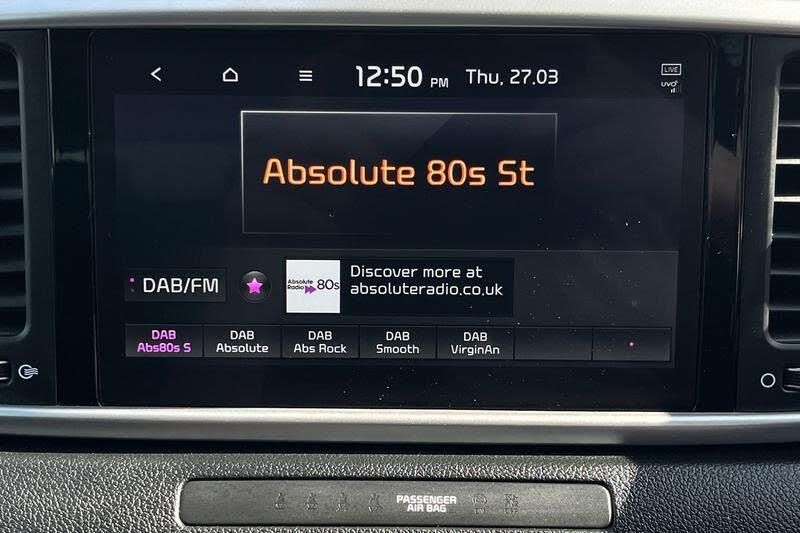 12:50 PM Thu, 27.03
LIVE
UVO
Absolute 80s St
DAB/FM
Absolute
Radio 80s
Discover more at
absoluteradio.co.uk
DAB
Abs80s S
DAB
Absolute
DAB
Abs Rock
DAB
Smooth
DAB
VirginAn
PASSENGER
AIR BAG